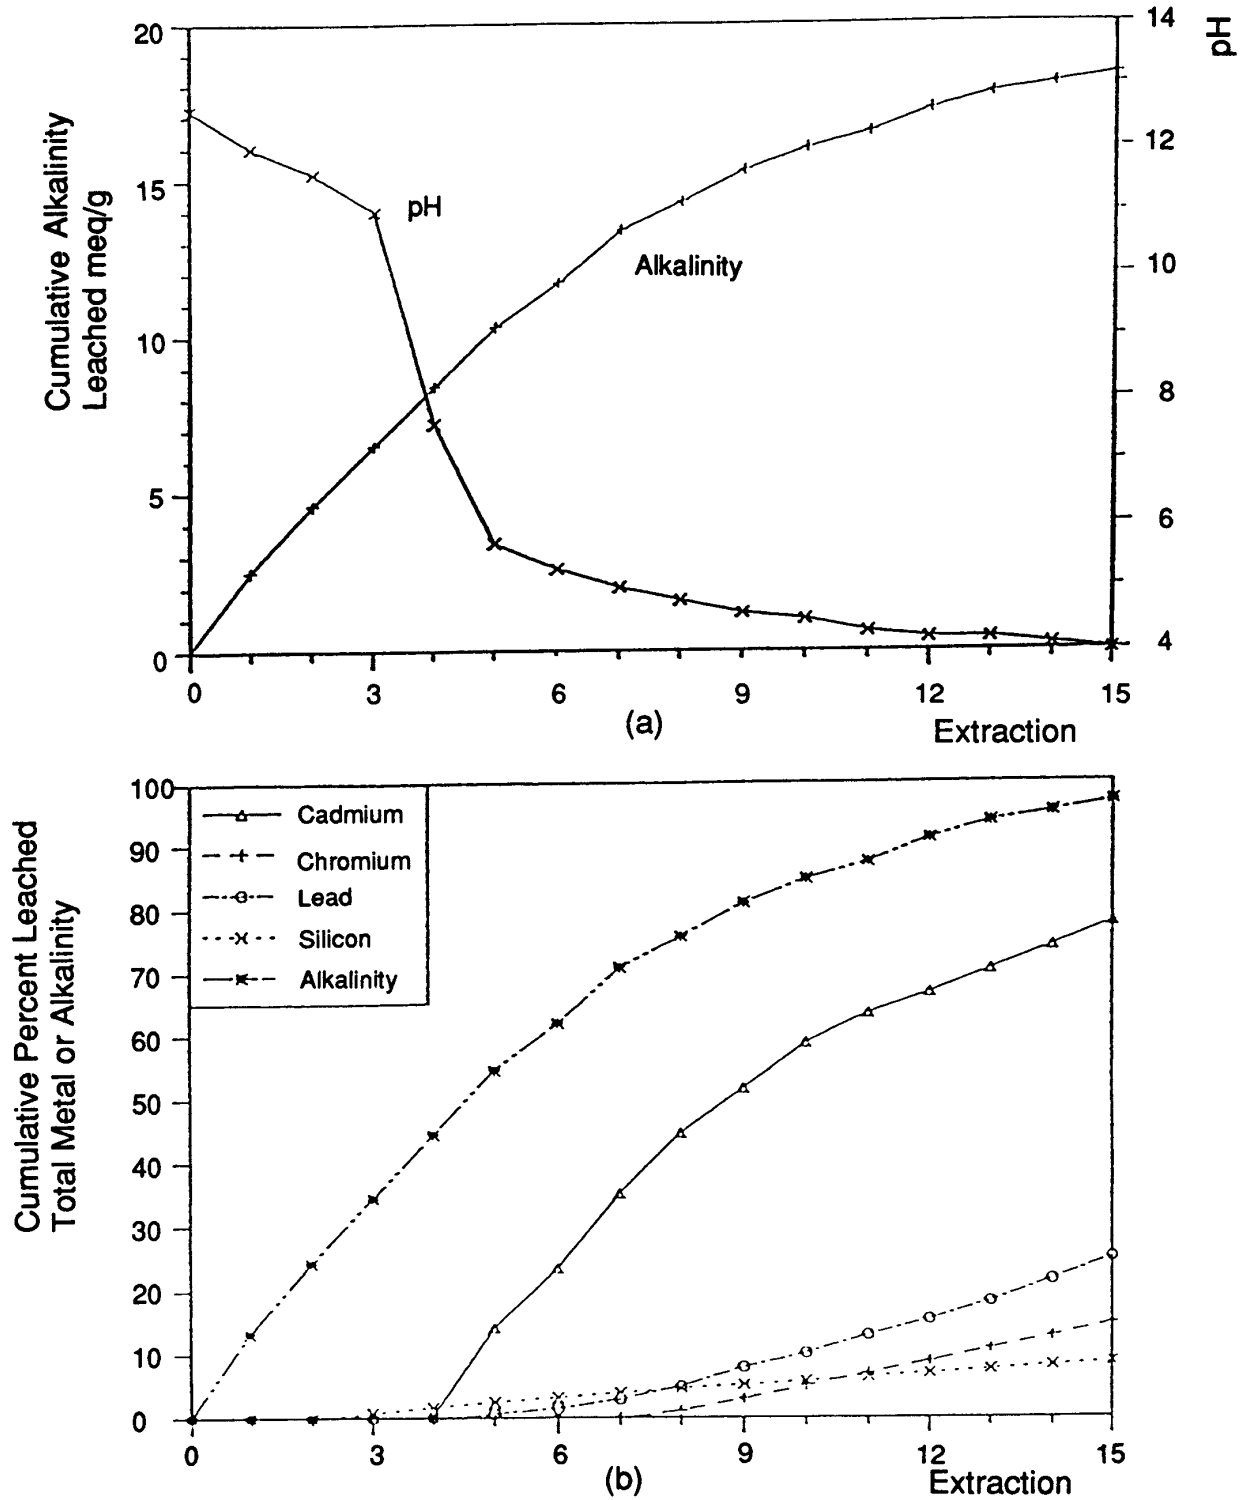 Cumulative Alkalinity
Leached meq/g
20
15
10
5
0
pH
14
12
10
8
6
4
pH
Alkalinity
0 3 6 9 12 15
(a)
Extraction
Cumulative Percent Leached
Total Metal or Alkalinity
100
90
80
70
60
50
40
30
20
10
0
Cadmium
Chromium
Lead
Silicon
Alkalinity
0 3 6 9 12 15
(b)
Extraction